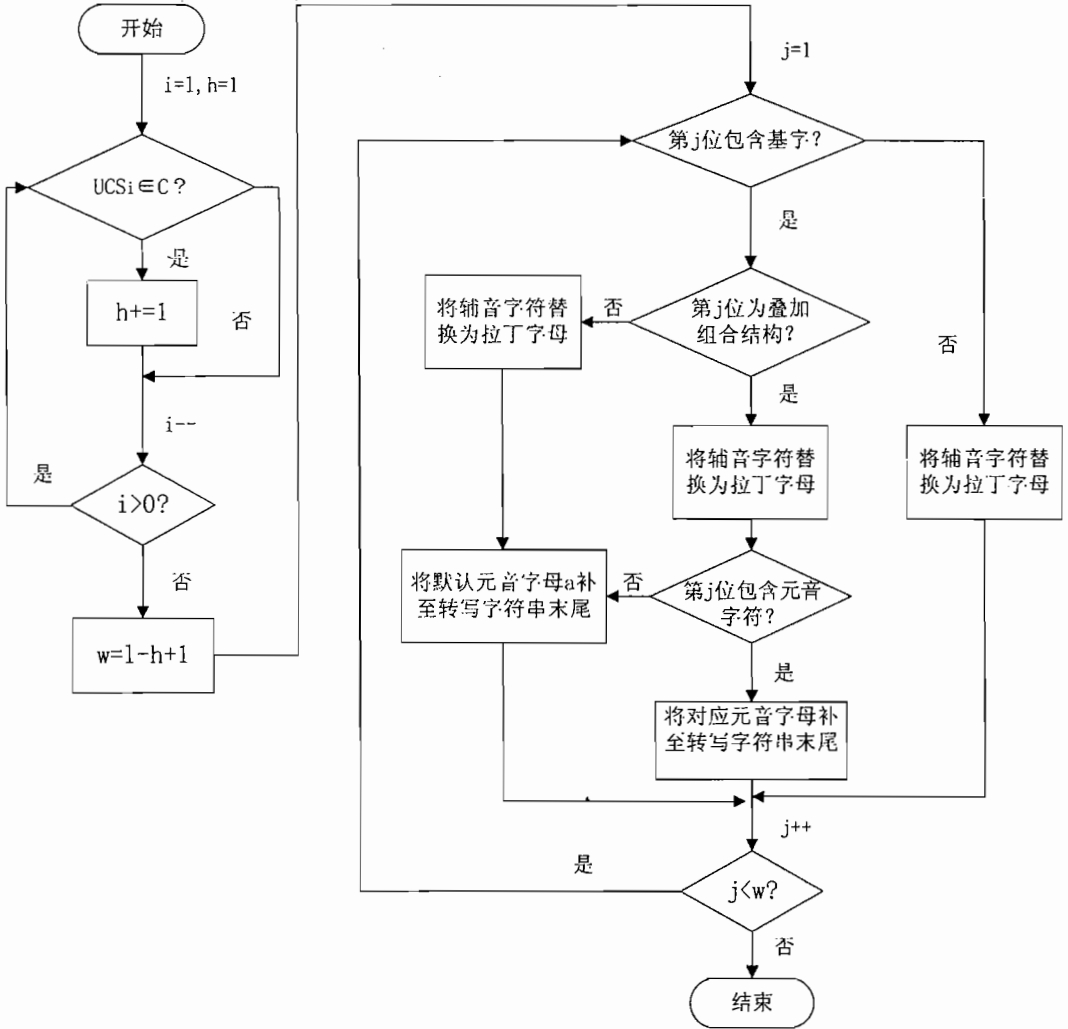 开始
i=l,h=1
UCSi∈C?
是
h+=1
否
i--
i>0?
是
否
w=l-h+1
j=1
第j位包含基字?
是
否
第j位为叠加
组合结构?
否
将辅音字符替
换为拉丁字母
是
将辅音字符替
换为拉丁字母
将辅音字符替
换为拉丁字母
第j位包含元音
字符?
否
将默认元音字母a补
至转写字符串末尾
是
将对应元音字母补
至转写字符串末尾
j++
j<w?
是
否
结束